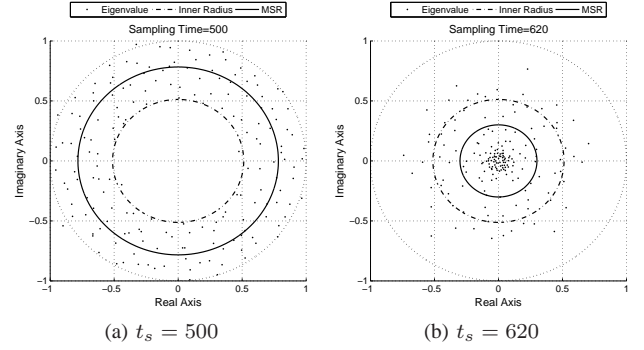 Eigenvalue Inner Radius MSR
Sampling Time=500
1
0.5
0
−0.5
−1
−1 −0.5 0 0.5 1
Imaginary Axis
Real Axis
(a) t_s = 500
Eigenvalue Inner Radius MSR
Sampling Time=620
1
0.5
0
−0.5
−1
−1 −0.5 0 0.5 1
Imaginary Axis
Real Axis
(b) t_s = 620